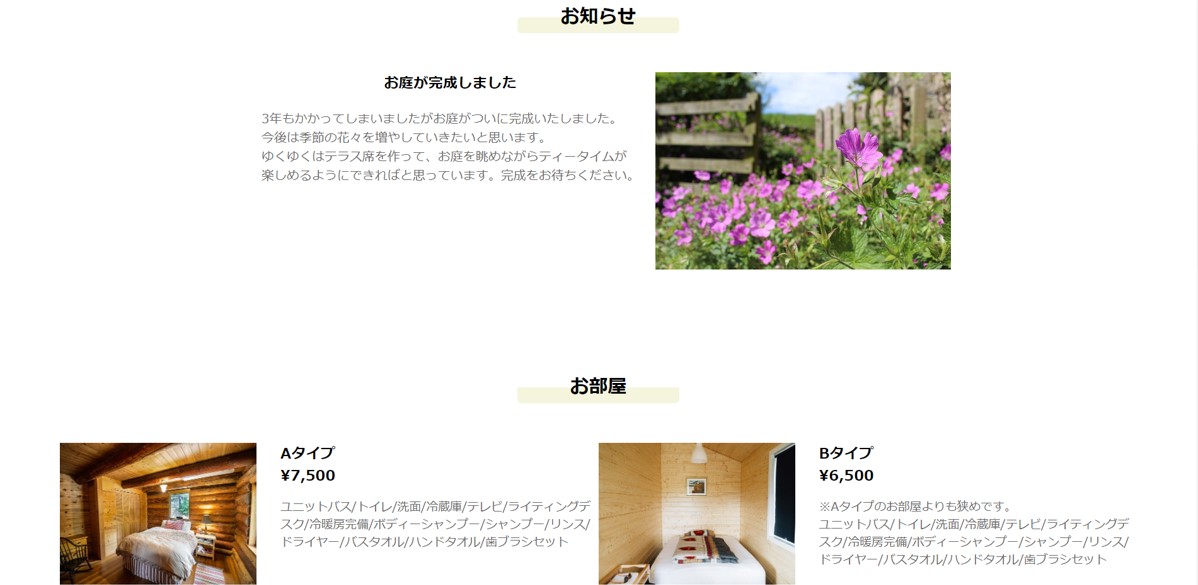 お知らせ
お庭が完成しました
3年もかかってしまいましたがお庭がついに完成いたしました。
今後は季節の花々を増やしていきたいと思います。
ゆくゆくはテラス席を作って、お庭を眺めながらティータイムが
楽しめるようにできればと思っています。完成をお待ちください。
お部屋
Aタイプ
¥7,500
ユニットバス/トイレ/洗面/冷蔵庫/テレビ/ライティングデ
スク/冷暖房完備/ボディーシャンプー/シャンプー/リンス/
ドライヤー/バスタオル/ハンドタオル/歯ブラシセット
Bタイプ
¥6,500
※Aタイプのお部屋よりも狭めです。
ユニットバス/トイレ/洗面/冷蔵庫/テレビ/ライティングデ
スク/冷暖房完備/ボディーシャンプー/シャンプー/リンス/
ドライヤー/バスタオル/ハンドタオル/歯ブラシセット